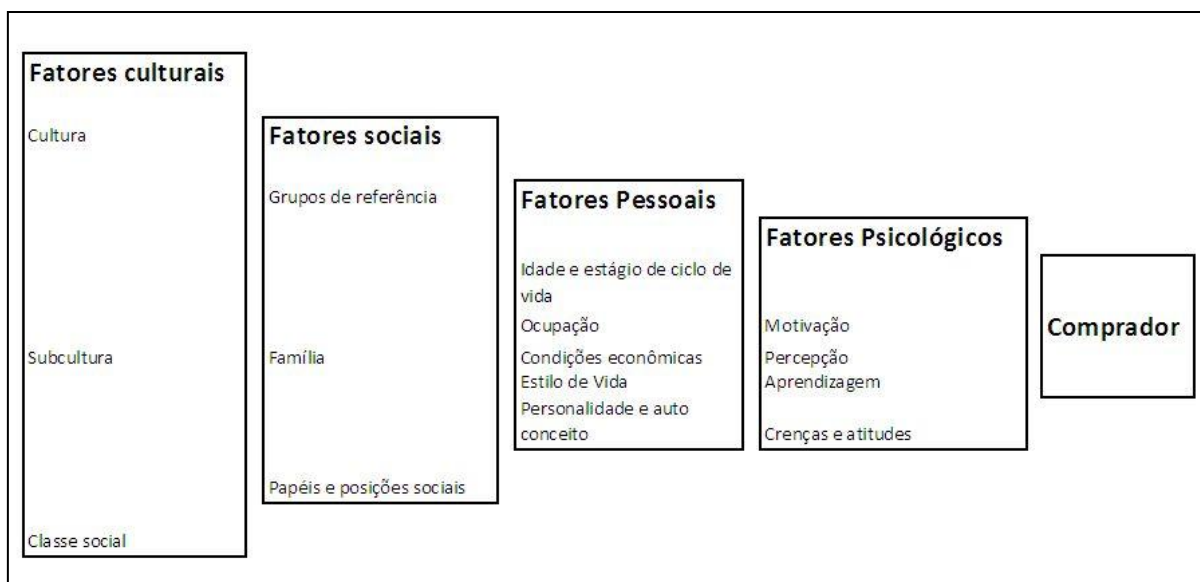 Fatores culturais
Cultura
Subcultura
Classe social
Fatores sociais
Grupos de referência
Família
Papéis e posições sociais
Fatores Pessoais
Idade e estágio de ciclo de
vida
Ocupação
Condições econômicas
Estilo de Vida
Personalidade e auto
conceito
Fatores Psicológicos
Motivação
Percepção
Aprendizagem
Crenças e atitudes
Comprador